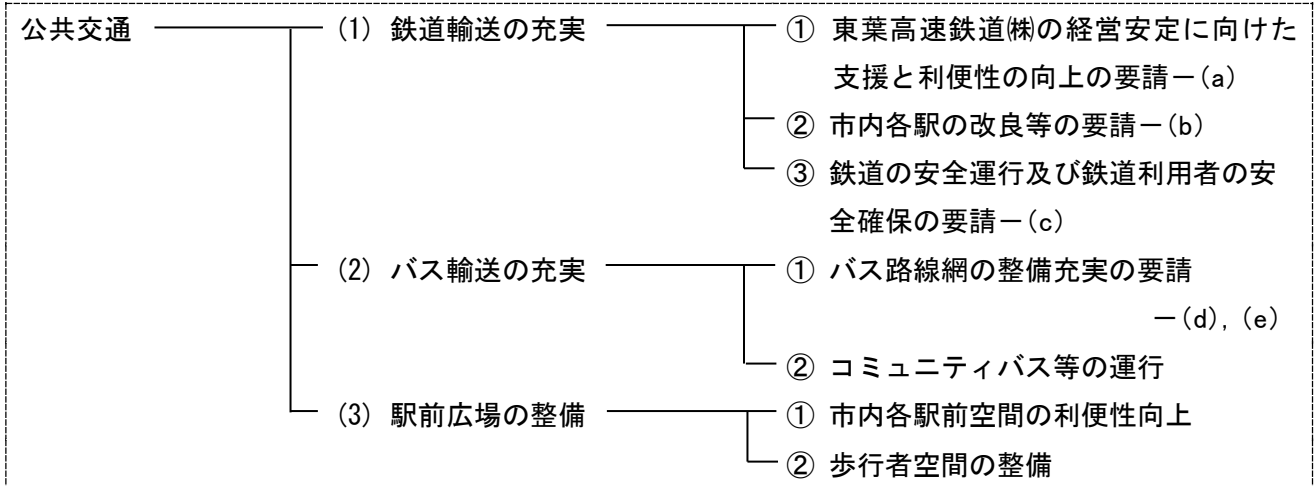 公共交通
(1) 鉄道輸送の充実
① 東葉高速鉄道㈱の経営安定に向けた
支援と利便性の向上の要請－(a)
② 市内各駅の改良等の要請－(b)
③ 鉄道の安全運行及び鉄道利用者の安
全確保の要請－(c)
(2) バス輸送の充実
① バス路線網の整備充実の要請
－(d), (e)
② コミュニティバス等の運行
(3) 駅前広場の整備
① 市内各駅前空間の利便性向上
② 歩行者空間の整備